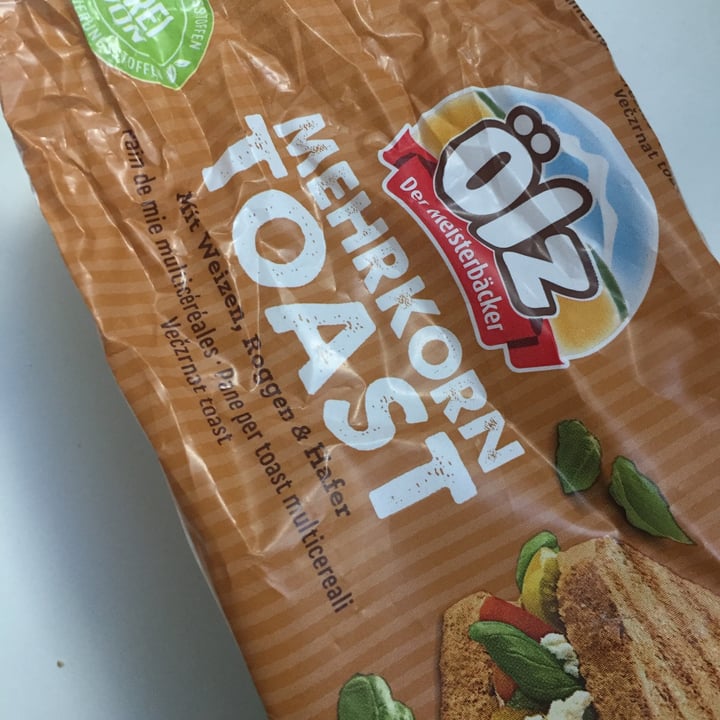 ölz
Der Meisterbäcker
MEHRKORN
TOAST
Mit Weizen, Roggen & Hafer
Pain de mie multicéréales · Pane per toast multicereali
Večzrnat toast
Večzrnat toast